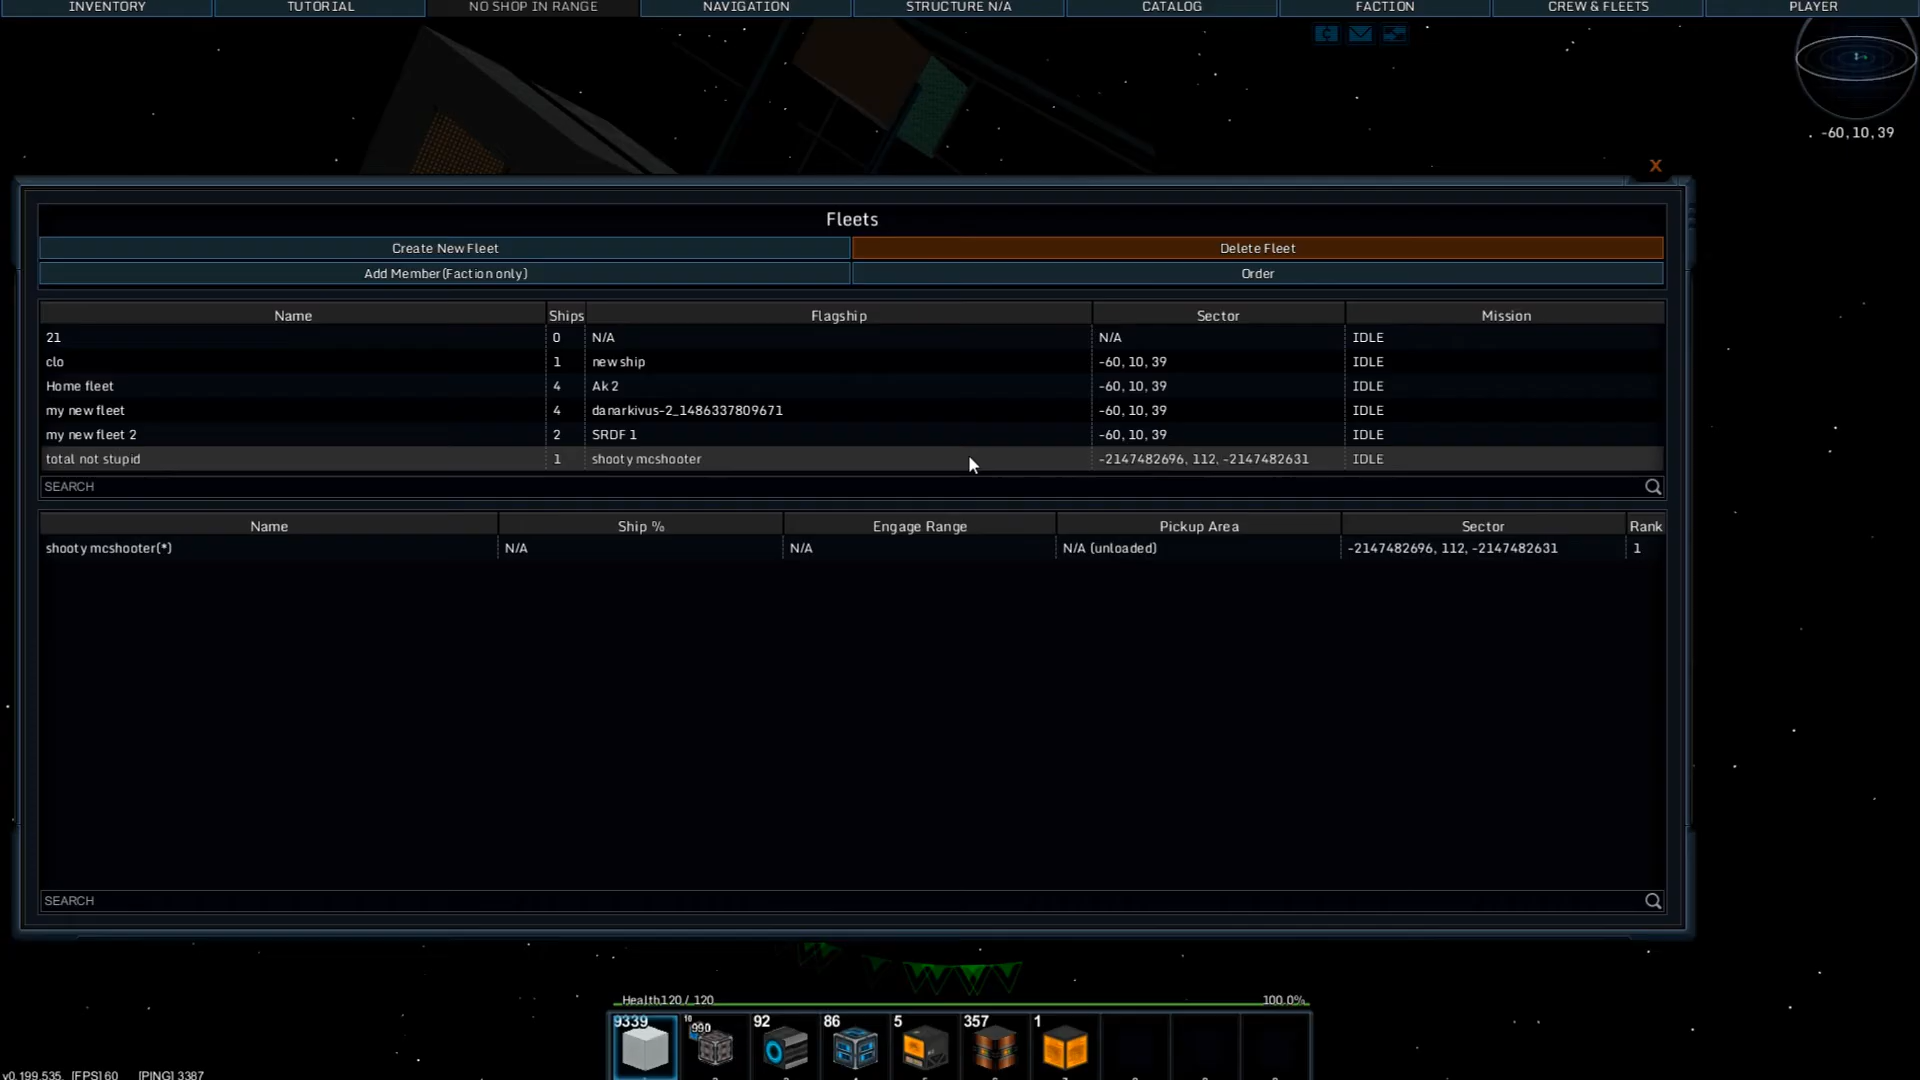 INVENTORY TUTORIAL NO SHOP IN RANGE NAVIGATION STRUCTURE N/A CATALOG FACTION CREW & FLEETS PLAYER
-60, 10, 39
X
Fleets
Create New Fleet Delete Fleet
Add Member(Faction only) Order
Name Ships Flagship Sector Mission
21 0 N/A N/A IDLE
clo 1 new ship -60, 10, 39 IDLE
Home fleet 4 Ak 2 -60, 10, 39 IDLE
my new fleet 4 danarkivus-2_1486337809671 -60, 10, 39 IDLE
my new fleet 2 2 SRDF 1 -60, 10, 39 IDLE
total not stupid 1 shooty mcshooter -2147482696, 112, -2147482631 IDLE
SEARCH
Name Ship % Engage Range Pickup Area Sector Rank
shooty mcshooter(*) N/A N/A N/A (unloaded) -2147482696, 112, -2147482631 1
SEARCH
Health120 / 120 100.0%
9339 10 990 92 86 5 357 1
v0.199.535, [FPS] 60 [PING] 3387